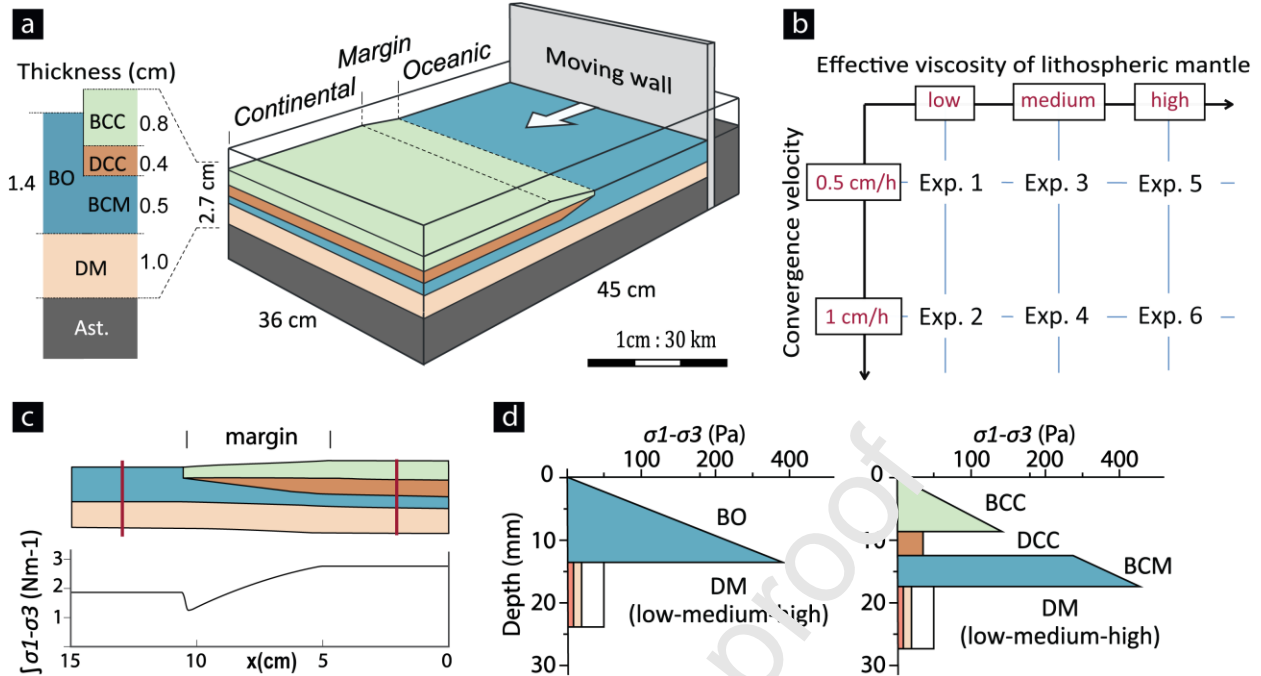 a
Thickness (cm)
BCC
0.8
DCC
0.4
BO
1.4
BCM
0.5
DM
1.0
Ast.
2.7 cm
Continental
Margin
Oceanic
Moving wall
36 cm
45 cm
1cm : 30 km
b
Effective viscosity of lithospheric mantle
low
medium
high
Convergence velocity
0.5 cm/h
Exp. 1
Exp. 3
Exp. 5
1 cm/h
Exp. 2
Exp. 4
Exp. 6
c
margin
∫σ1-σ3 (Nm-1)
3
2
1
15
10
x(cm)
5
0
d
σ1-σ3 (Pa)
0
100
200
400
Depth (mm)
10
20
30
BO
DM
(low-medium-high)
σ1-σ3 (Pa)
0
100
200
400
10
20
30
BCC
DCC
BCM
DM
(low-medium-high)
proof